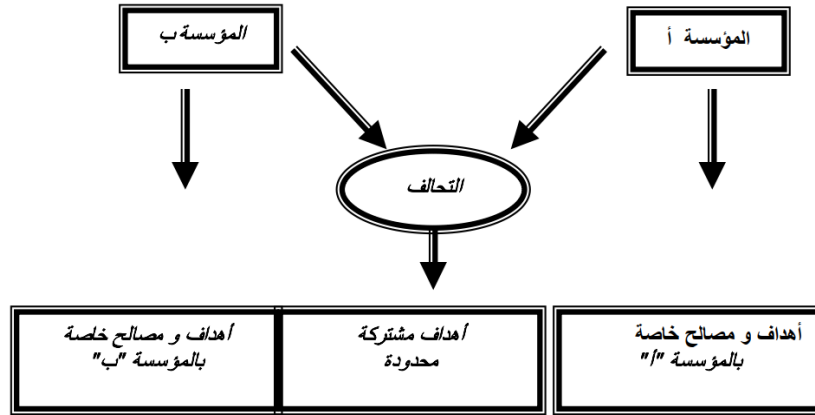 المؤسسة أ
المؤسسة ب
التحالف
أهداف و مصالح خاصة
بالمؤسسة "أ"
أهداف مشتركة
محدودة
أهداف و مصالح خاصة
بالمؤسسة "ب"